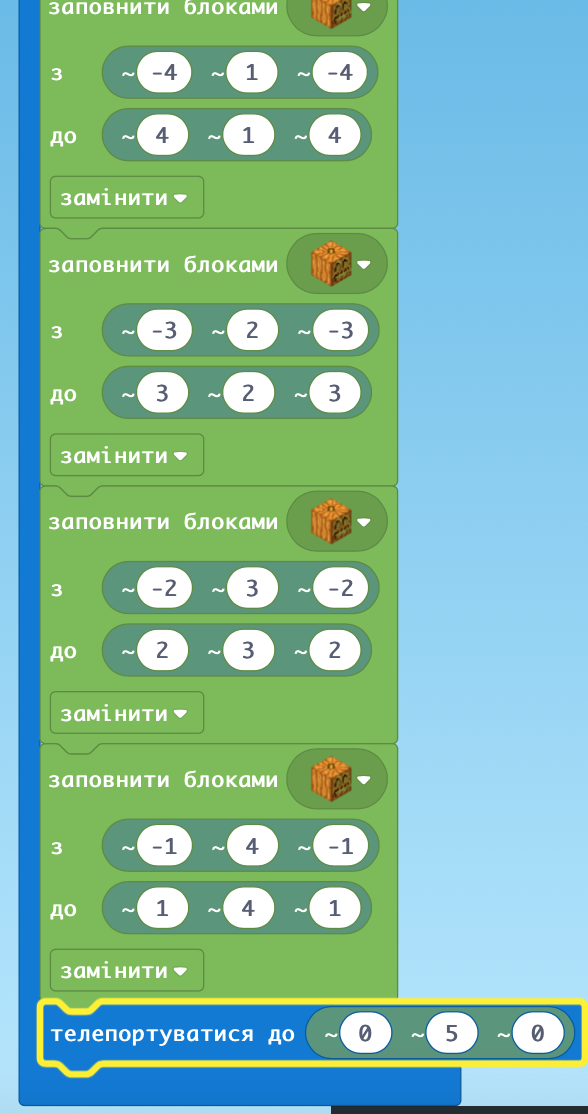 заповнити блоками
з ~ -4 ~ 1 ~ -4
до ~ 4 ~ 1 ~ 4
замінити
заповнити блоками
з ~ -3 ~ 2 ~ -3
до ~ 3 ~ 2 ~ 3
замінити
заповнити блоками
з ~ -2 ~ 3 ~ -2
до ~ 2 ~ 3 ~ 2
замінити
заповнити блоками
з ~ -1 ~ 4 ~ -1
до ~ 1 ~ 4 ~ 1
замінити
телепортуватися до ~ 0 ~ 5 ~ 0